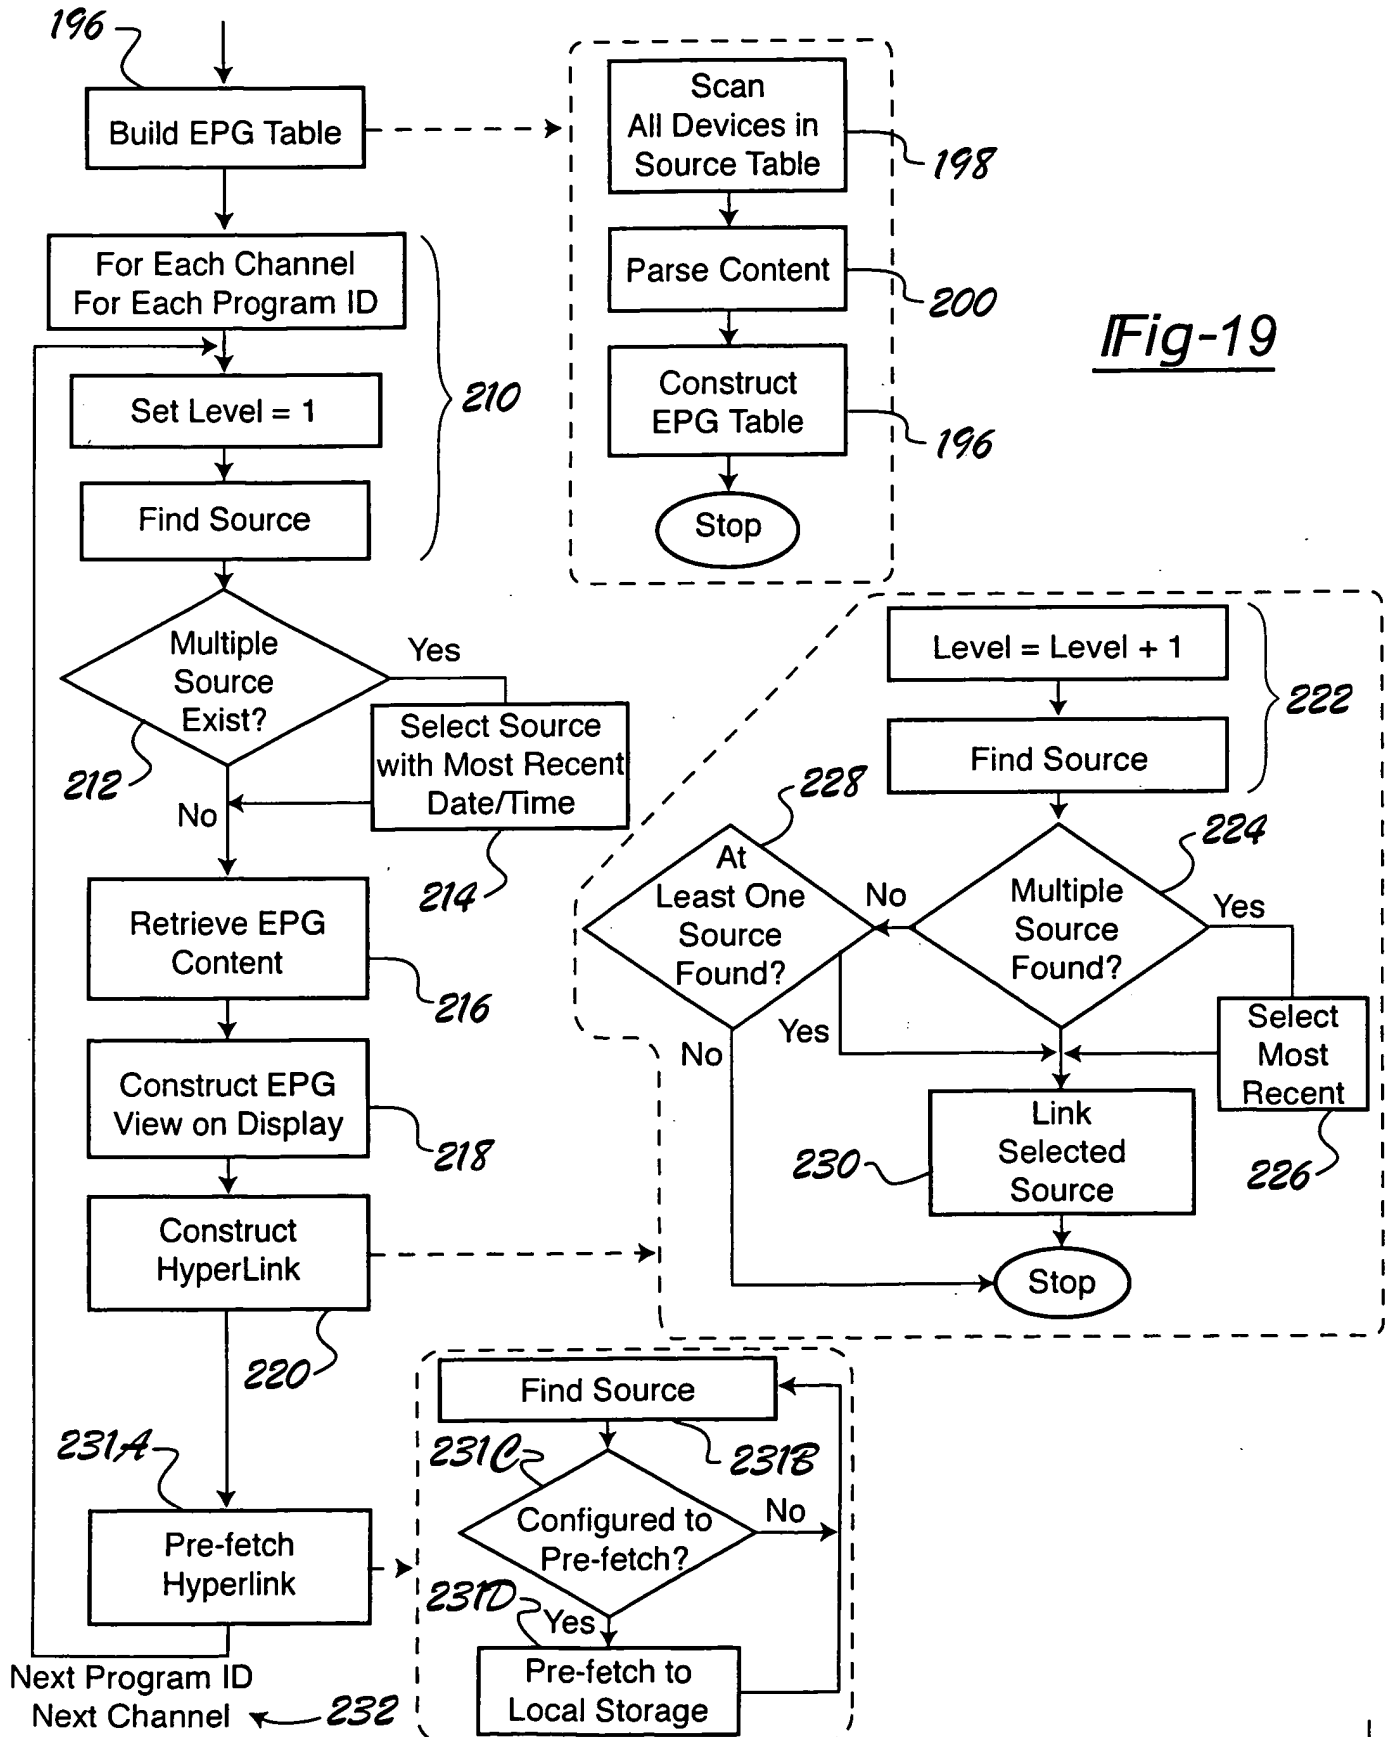 196
Build EPG Table
For Each Channel
For Each Program ID
Set Level = 1
Find Source
210
Multiple
Source
Exist?
Yes
212
No
Select Source
with Most Recent
Date/Time
214
Retrieve EPG
Content
216
Construct EPG
View on Display
218
Construct
HyperLink
220
231A
Pre-fetch
Hyperlink
Next Program ID
Next Channel
232
Scan
All Devices in
Source Table
198
Parse Content
200
Construct
EPG Table
196
Stop
Fig-19
Level = Level + 1
Find Source
222
228
At
Least One
Source
Found?
No
224
Multiple
Source
Found?
Yes
Yes
No
Select
Most
Recent
226
Link
Selected
Source
230
Stop
Find Source
231B
231C
Configured to
Pre-fetch?
No
231D
Yes
Pre-fetch to
Local Storage